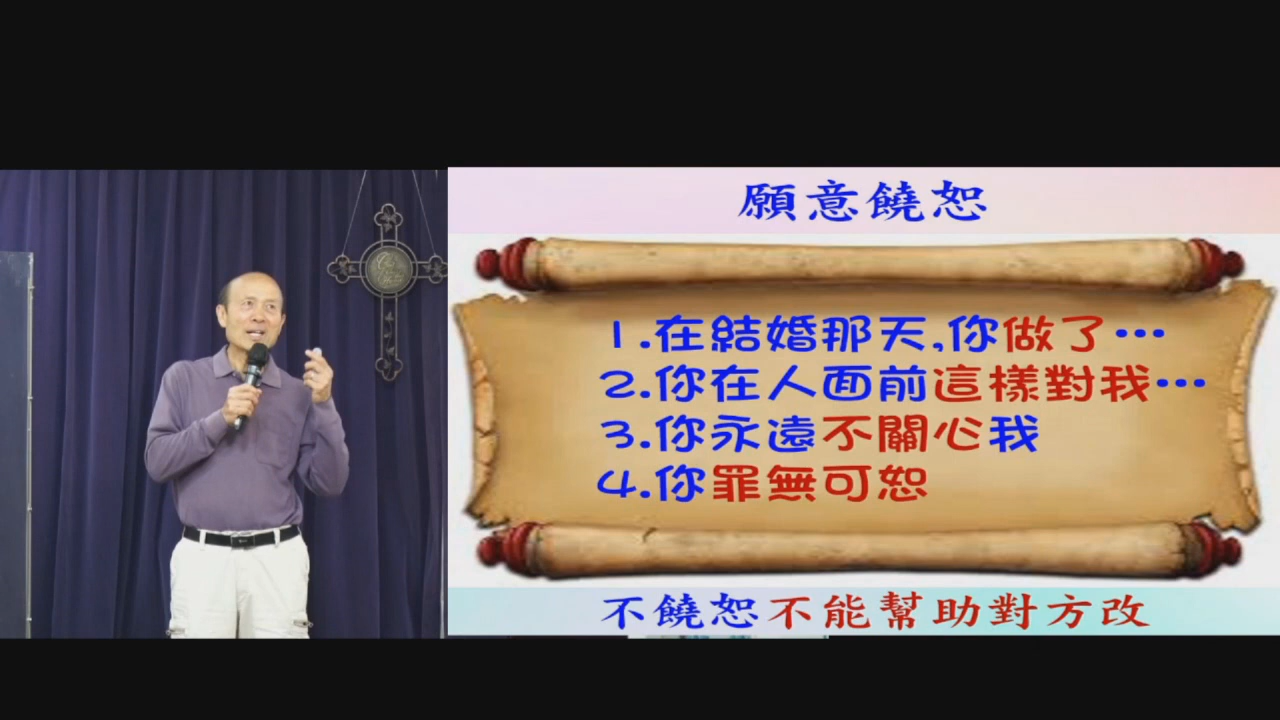 願意饒恕
1.在結婚那天,你做了…
2.你在人面前這樣對我…
3.你永遠不關心我
4.你罪無可恕
不饒恕不能幫助對方改